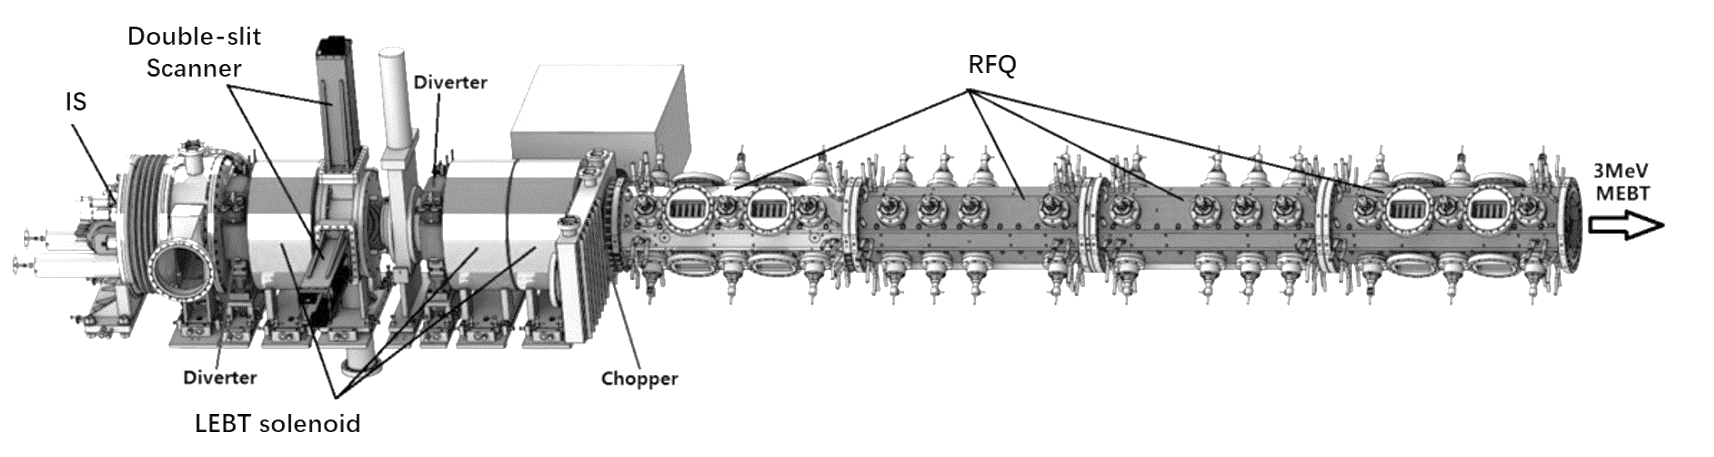 Double-slit
Scanner
IS
Diverter
RFQ
3MeV
MEBT
Diverter
Chopper
LEBT solenoid